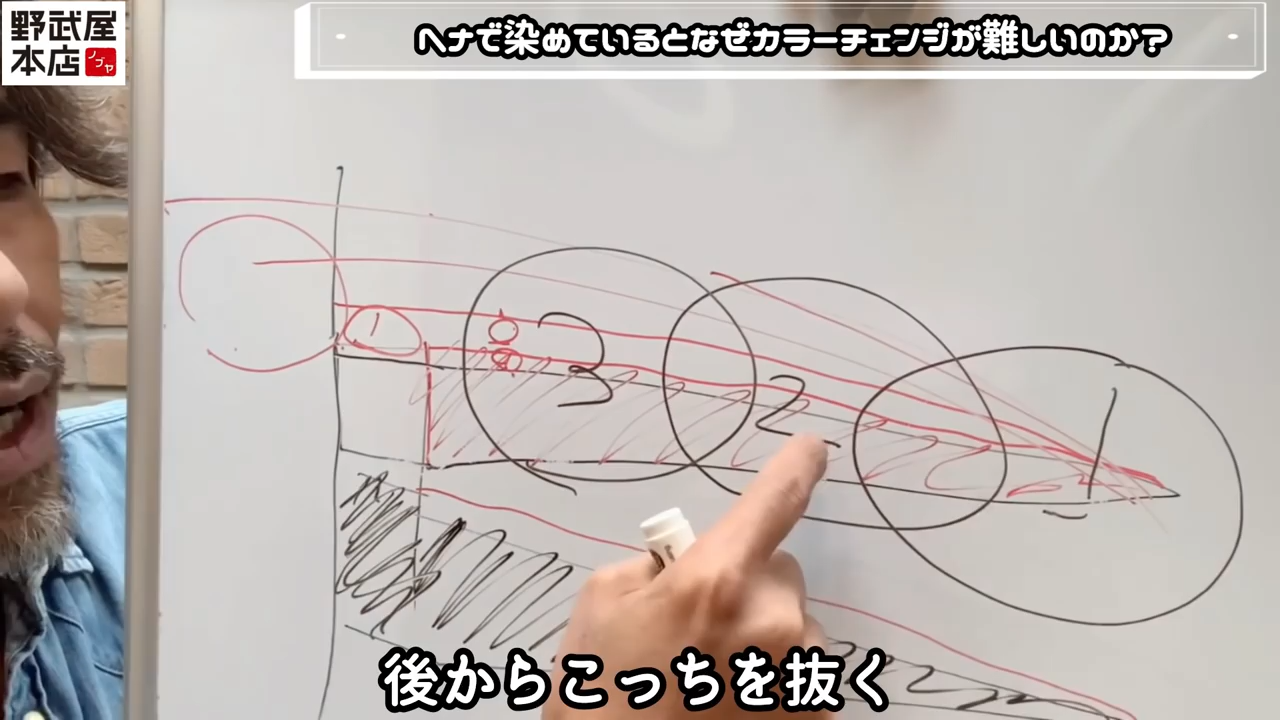 野武屋
本店
ノブヤ
ヘナで染めているとなぜカラーチェンジが難しいのか？
1
3
2
1
後からこっちを抜く